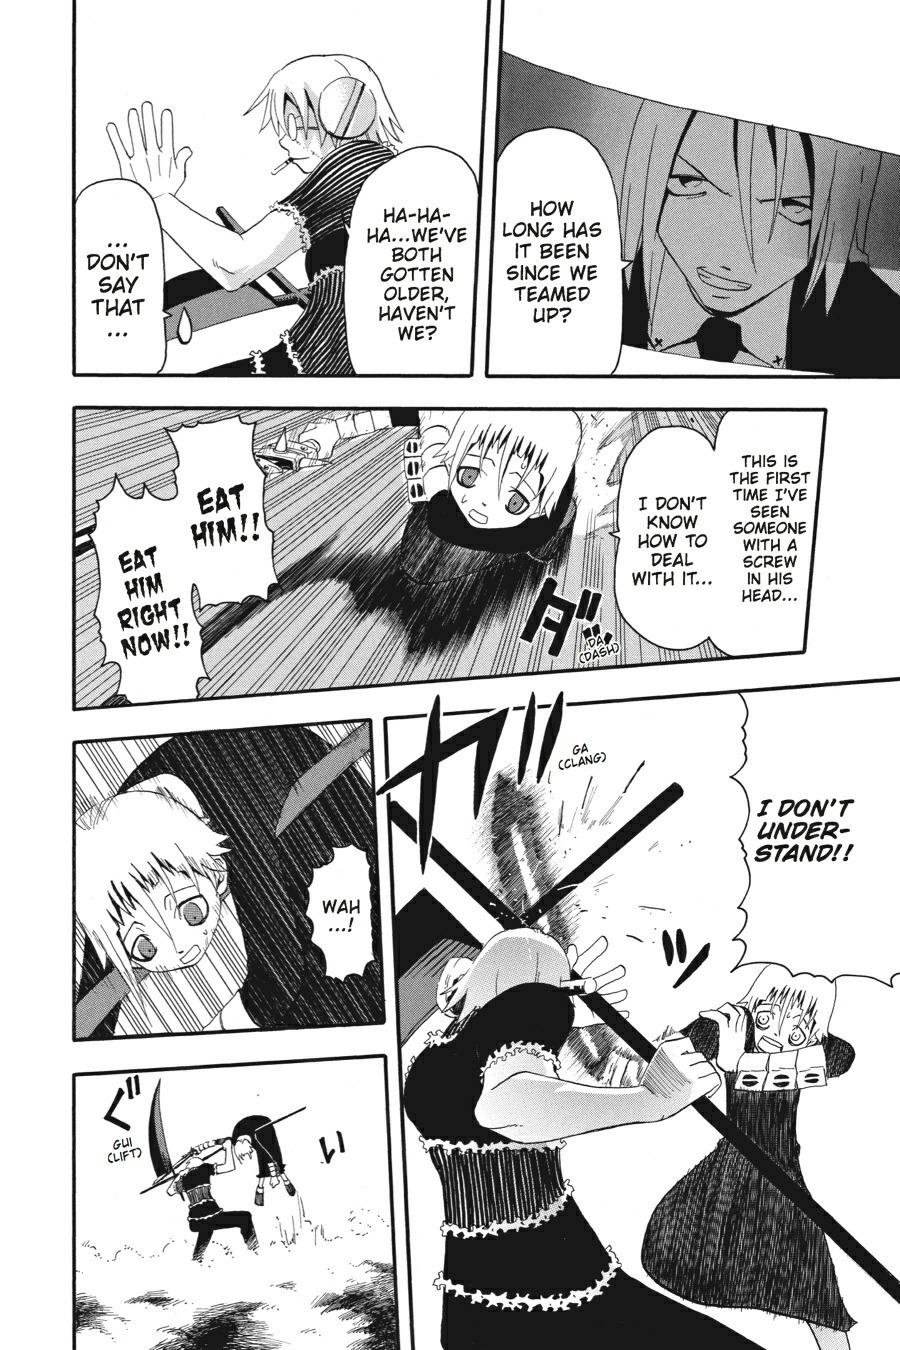 HOW
LONG HAS
IT BEEN
SINCE WE
TEAMED
UP?
HA-HA-
HA...WE'VE
BOTH
GOTTEN
OLDER,
HAVEN'T
WE?
...
DON'T
SAY
THAT
...
THIS IS
THE FIRST
TIME I'VE
SEEN
SOMEONE
WITH A
SCREW
IN HIS
HEAD...
I DON'T
KNOW
HOW TO
DEAL
WITH IT...
ダッ
DA
(DASH)
EAT
HIM!!
EAT
HIM
RIGHT
NOW!!
I DON'T
UNDER-
STAND!!
ガッ
GA
(CLANG)
WAH
...!
ぐい
GUI
(LIFT)